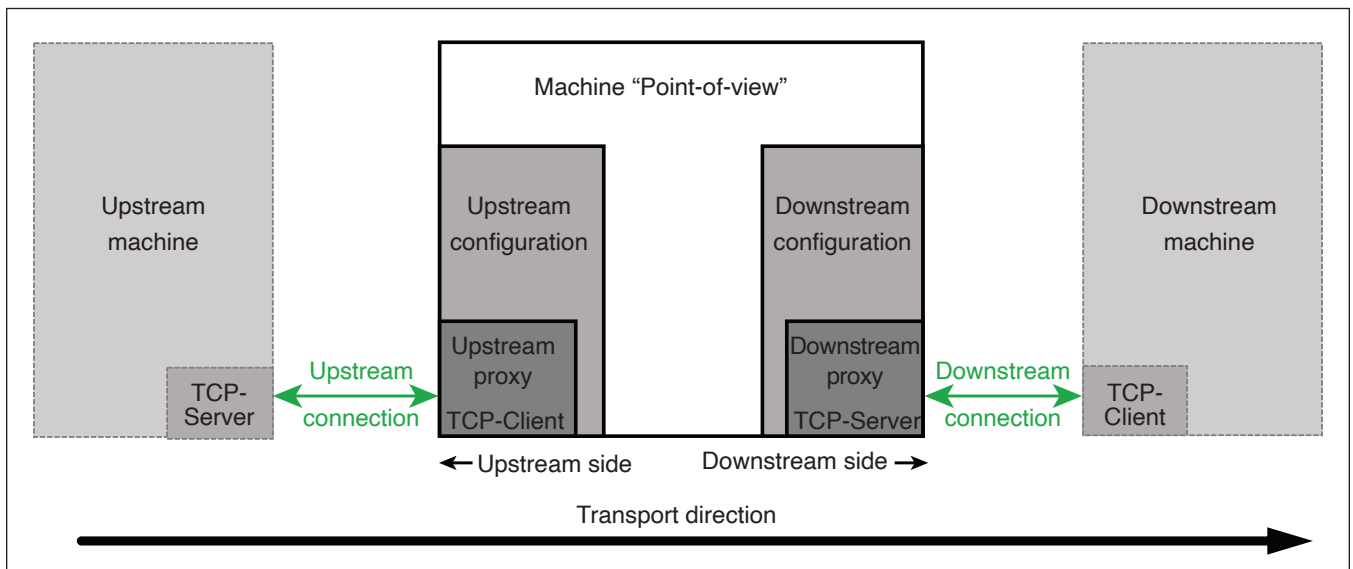 Machine “Point-of-view”
Upstream
machine
Upstream
configuration
Downstream
configuration
Downstream
machine
TCP-
Server
Upstream
connection
Upstream
proxy
TCP-Client
Downstream
proxy
TCP-Server
Downstream
connection
TCP-
Client
Upstream side
Downstream side
Transport direction